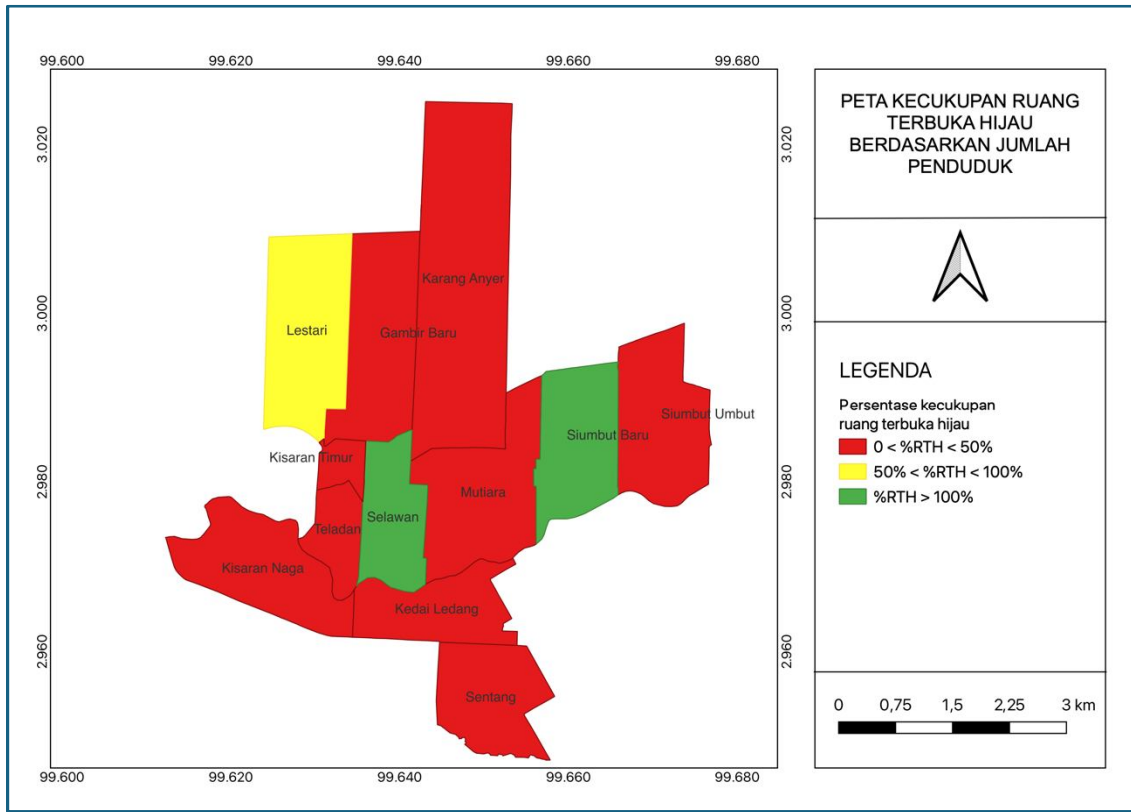 99.600 99.620 99.640 99.660 99.680
3.020
3.000
2.980
2.960
Karang Anyer
Lestari
Gambir Baru
Siumbut Umbut
Siumbut Baru
Kisaran Timur
Mutiara
Selawan
Teladan
Kisaran Naga
Kedai Ledang
Sentang
3.020
3.000
2.980
2.960
99.600 99.620 99.640 99.660 99.680
PETA KECUKUPAN RUANG
TERBUKA HIJAU
BERDASARKAN JUMLAH
PENDUDUK
LEGENDA
Persentase kecukupan
ruang terbuka hijau
0 < %RTH < 50%
50% < %RTH < 100%
%RTH > 100%
0 0,75 1,5 2,25 3 km